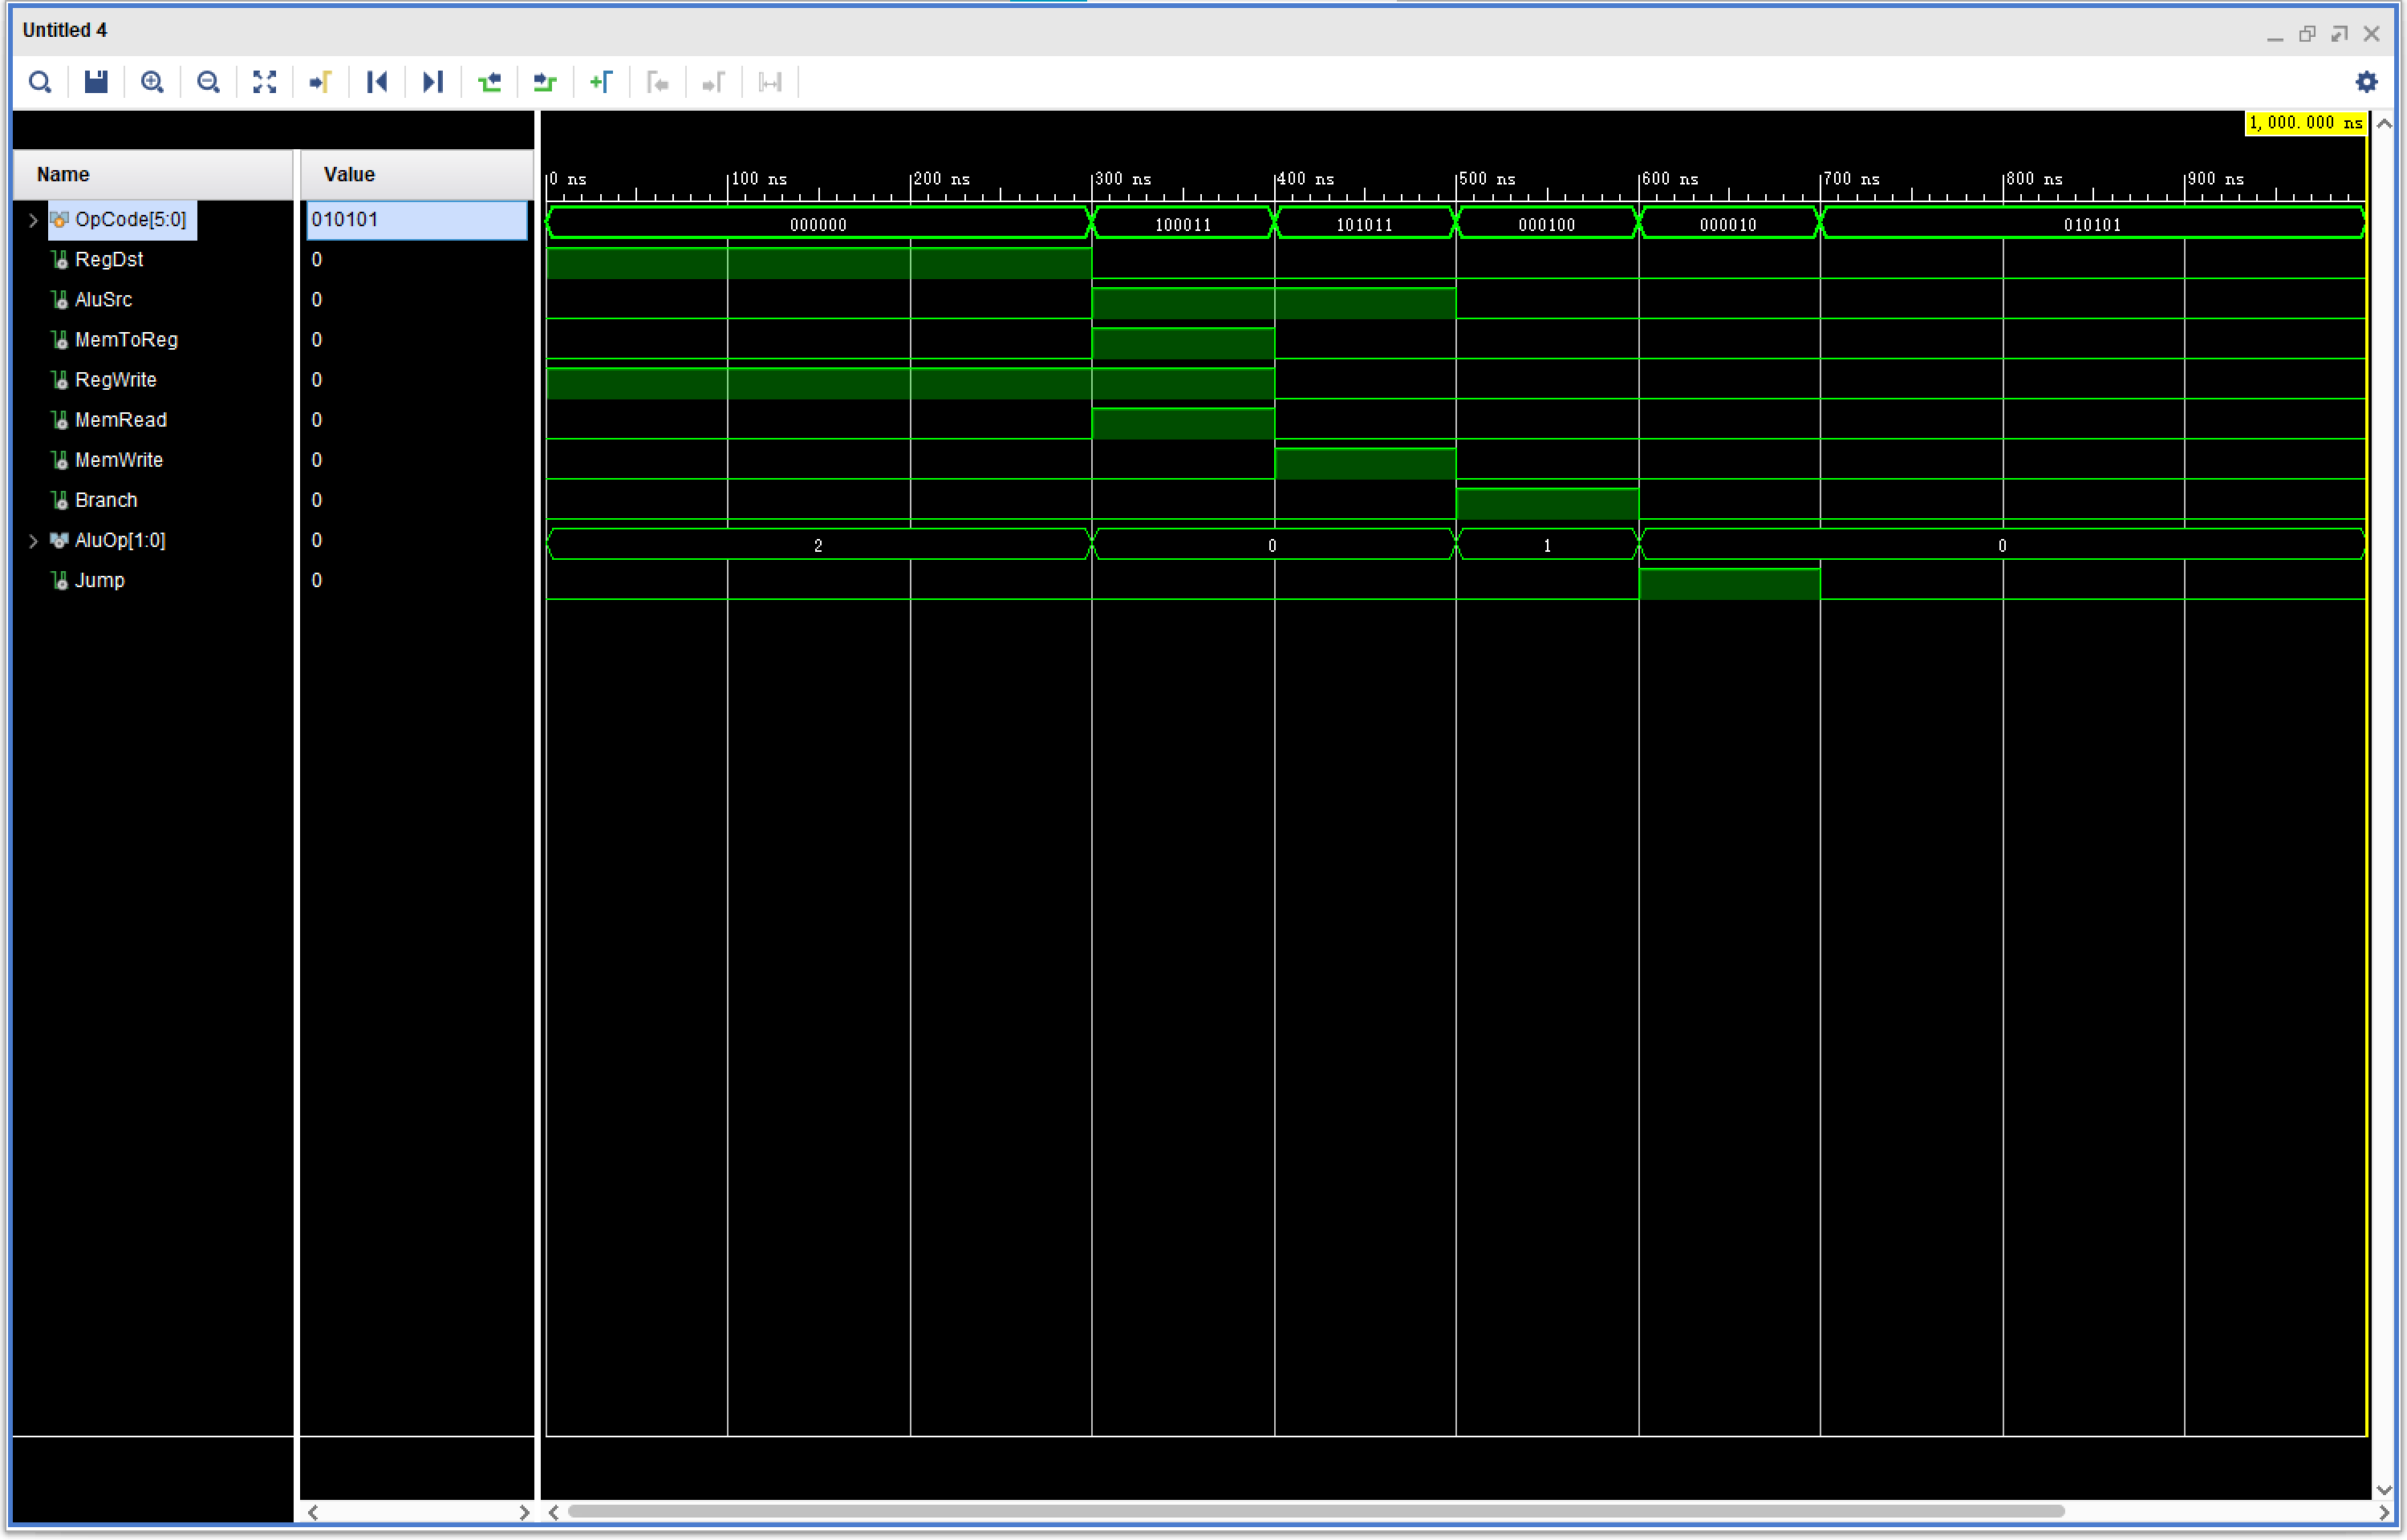 Untitled 4
1,000.000 ns
Name Value
0 ns 100 ns 200 ns 300 ns 400 ns 500 ns 600 ns 700 ns 800 ns 900 ns
OpCode[5:0] 010101 000000 100011 101011 000100 000010 010101
RegDst 0
AluSrc 0
MemToReg 0
RegWrite 0
MemRead 0
MemWrite 0
Branch 0
AluOp[1:0] 0 2 0 1 0
Jump 0